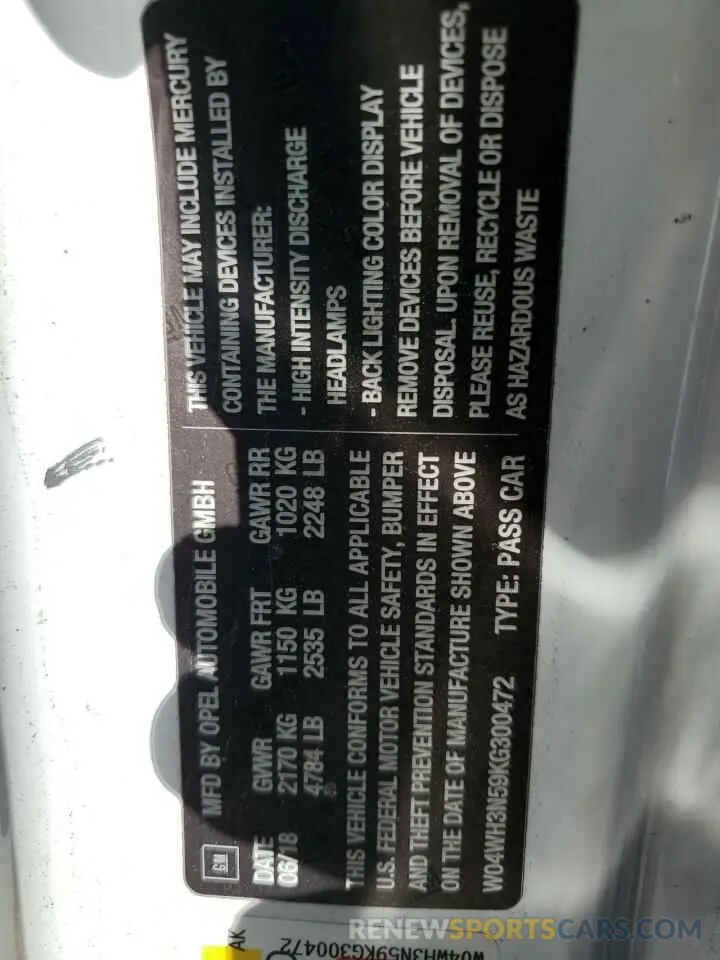 GM
MFD BY OPEL AUTOMOBILE GMBH
DATE GVWR GAWR FRT GAWR RR
06/18 2170 KG 1150 KG 1020 KG
4784 LB 2535 LB 2248 LB
THIS VEHICLE CONFORMS TO ALL APPLICABLE
U.S. FEDERAL MOTOR VEHICLE SAFETY, BUMPER
AND THEFT PREVENTION STANDARDS IN EFFECT
ON THE DATE OF MANUFACTURE SHOWN ABOVE
W04WH3N59KG300472 TYPE: PASS CAR
THIS VEHICLE MAY INCLUDE MERCURY
CONTAINING DEVICES INSTALLED BY
THE MANUFACTURER:
- HIGH INTENSITY DISCHARGE
HEADLAMPS
- BACK LIGHTING COLOR DISPLAY
REMOVE DEVICES BEFORE VEHICLE
DISPOSAL. UPON REMOVAL OF DEVICES,
PLEASE REUSE, RECYCLE OR DISPOSE
AS HAZARDOUS WASTE
AK
W04WH3N59KG300472
RENEWSPORTSCARS.COM